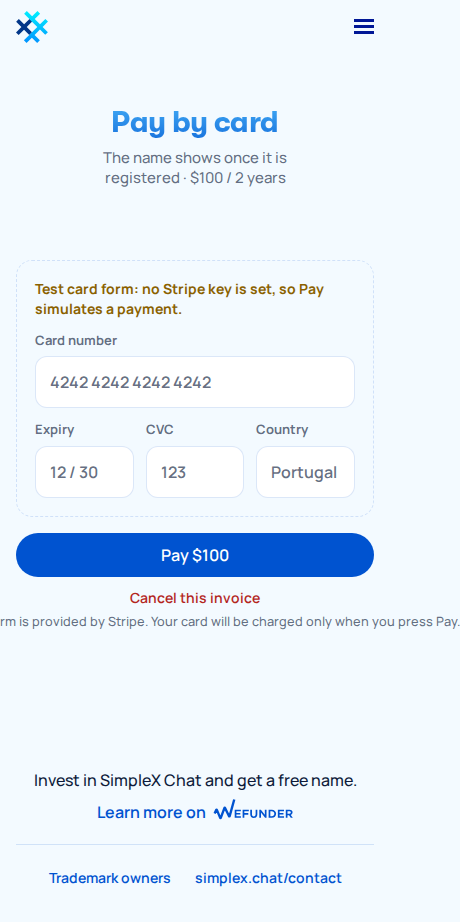 Pay by card
The name shows once it is
registered · $100 / 2 years
Test card form: no Stripe key is set, so Pay
simulates a payment.
Card number
4242 4242 4242 4242
Expiry CVC Country
12 / 30 123 Portugal
Pay $100
Cancel this invoice
rm is provided by Stripe. Your card will be charged only when you press Pay.
Invest in SimpleX Chat and get a free name.
Learn more on WEFUNDER
Trademark owners simplex.chat/contact